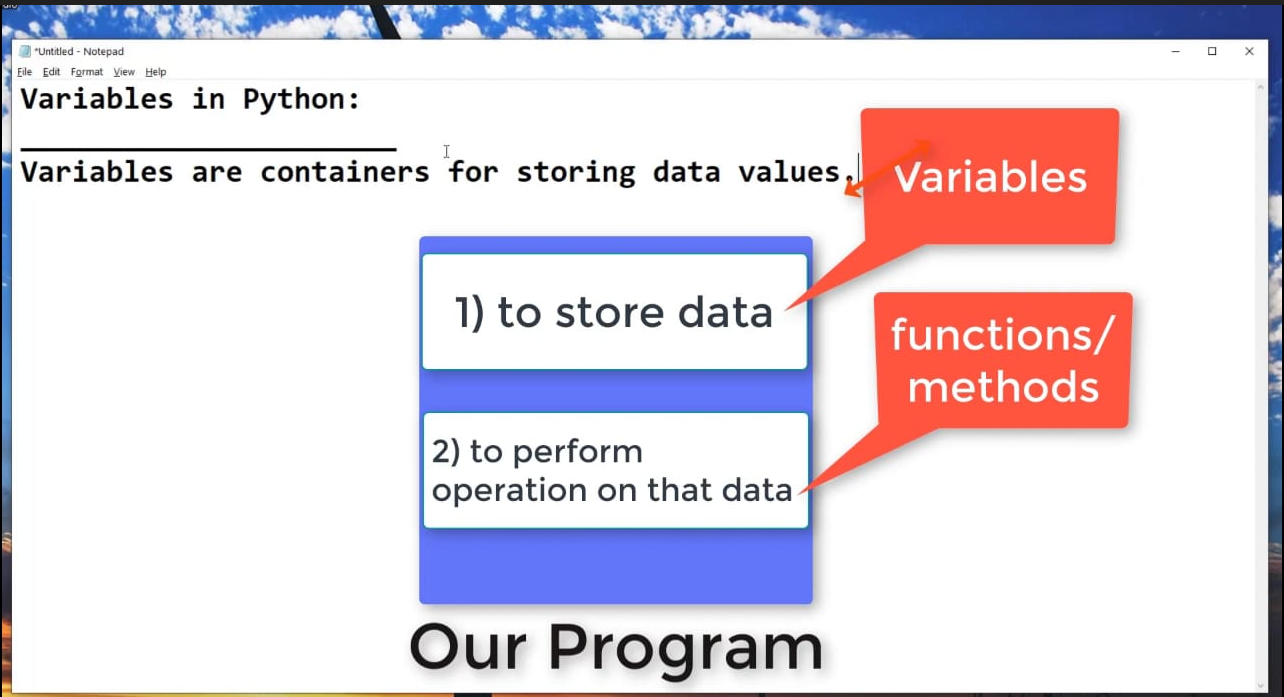 *Untitled - Notepad
File Edit Format View Help
Variables in Python:
Variables are containers for storing data values.
Variables
1) to store data
functions/
methods
2) to perform
operation on that data
Our Program